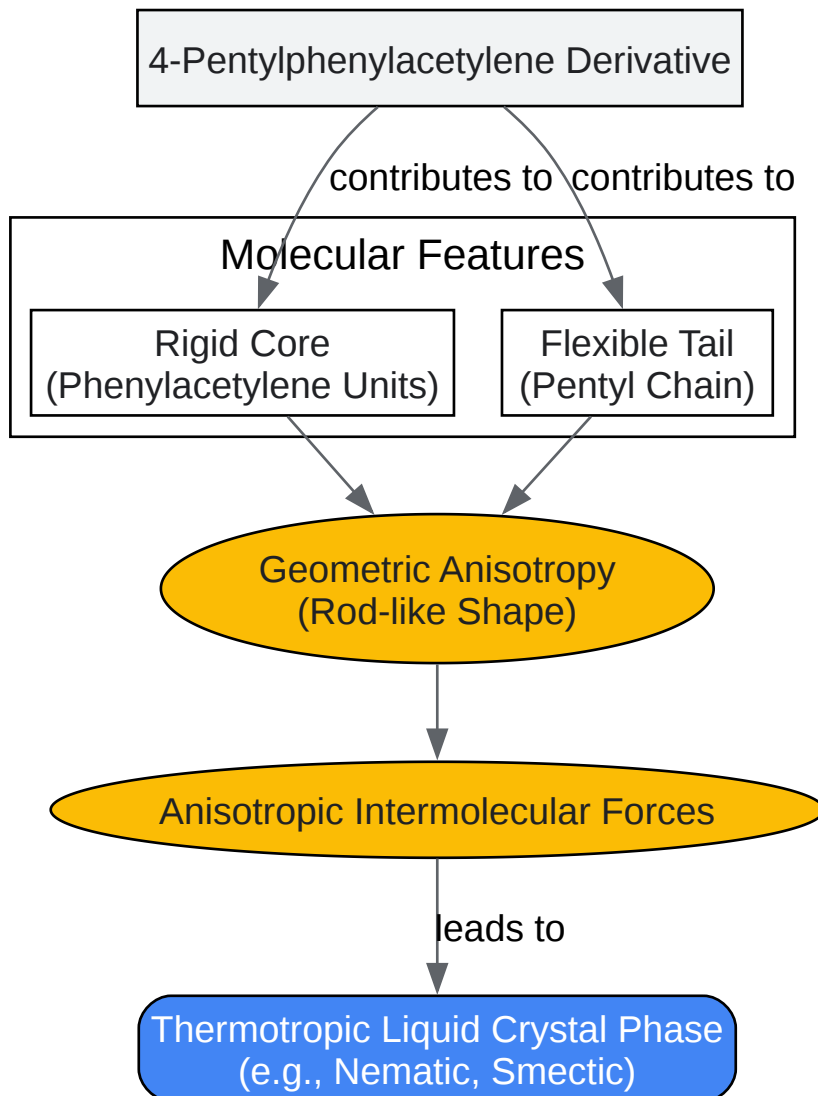 4-Pentylphenylacetylene Derivative
contributes to
contributes to
Molecular Features
Rigid Core
(Phenylacetylene Units)
Flexible Tail
(Pentyl Chain)
Geometric Anisotropy
(Rod-like Shape)
Anisotropic Intermolecular Forces
leads to
Thermotropic Liquid Crystal Phase
(e.g., Nematic, Smectic)